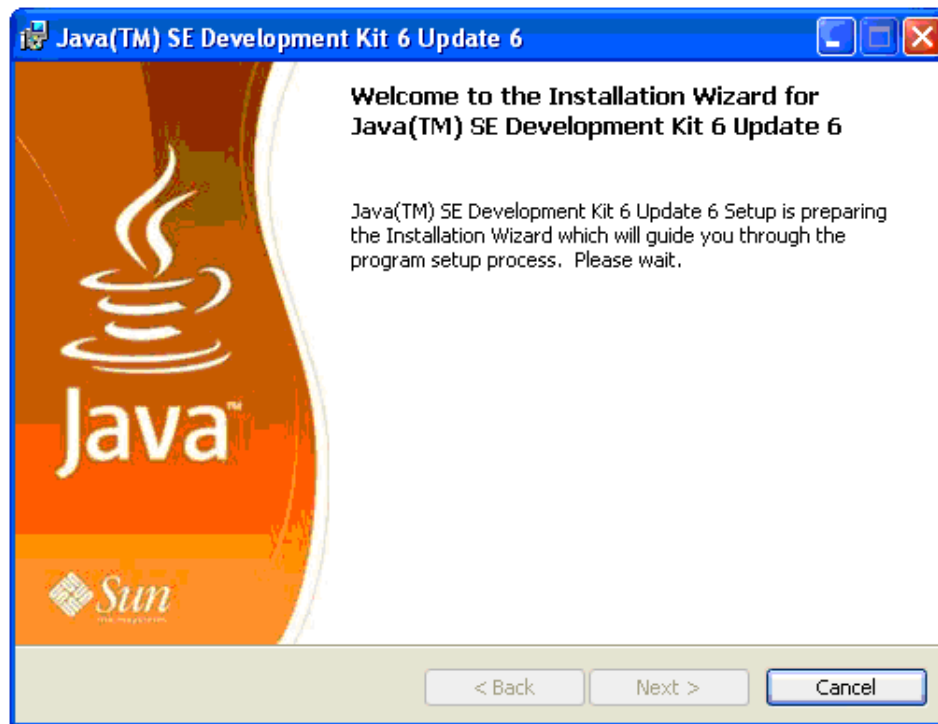 Java(TM) SE Development Kit 6 Update 6
Welcome to the Installation Wizard for
Java(TM) SE Development Kit 6 Update 6
Java(TM) SE Development Kit 6 Update 6 Setup is preparing
the Installation Wizard which will guide you through the
program setup process.  Please wait.
Java™
Sun
< Back
Next >
Cancel